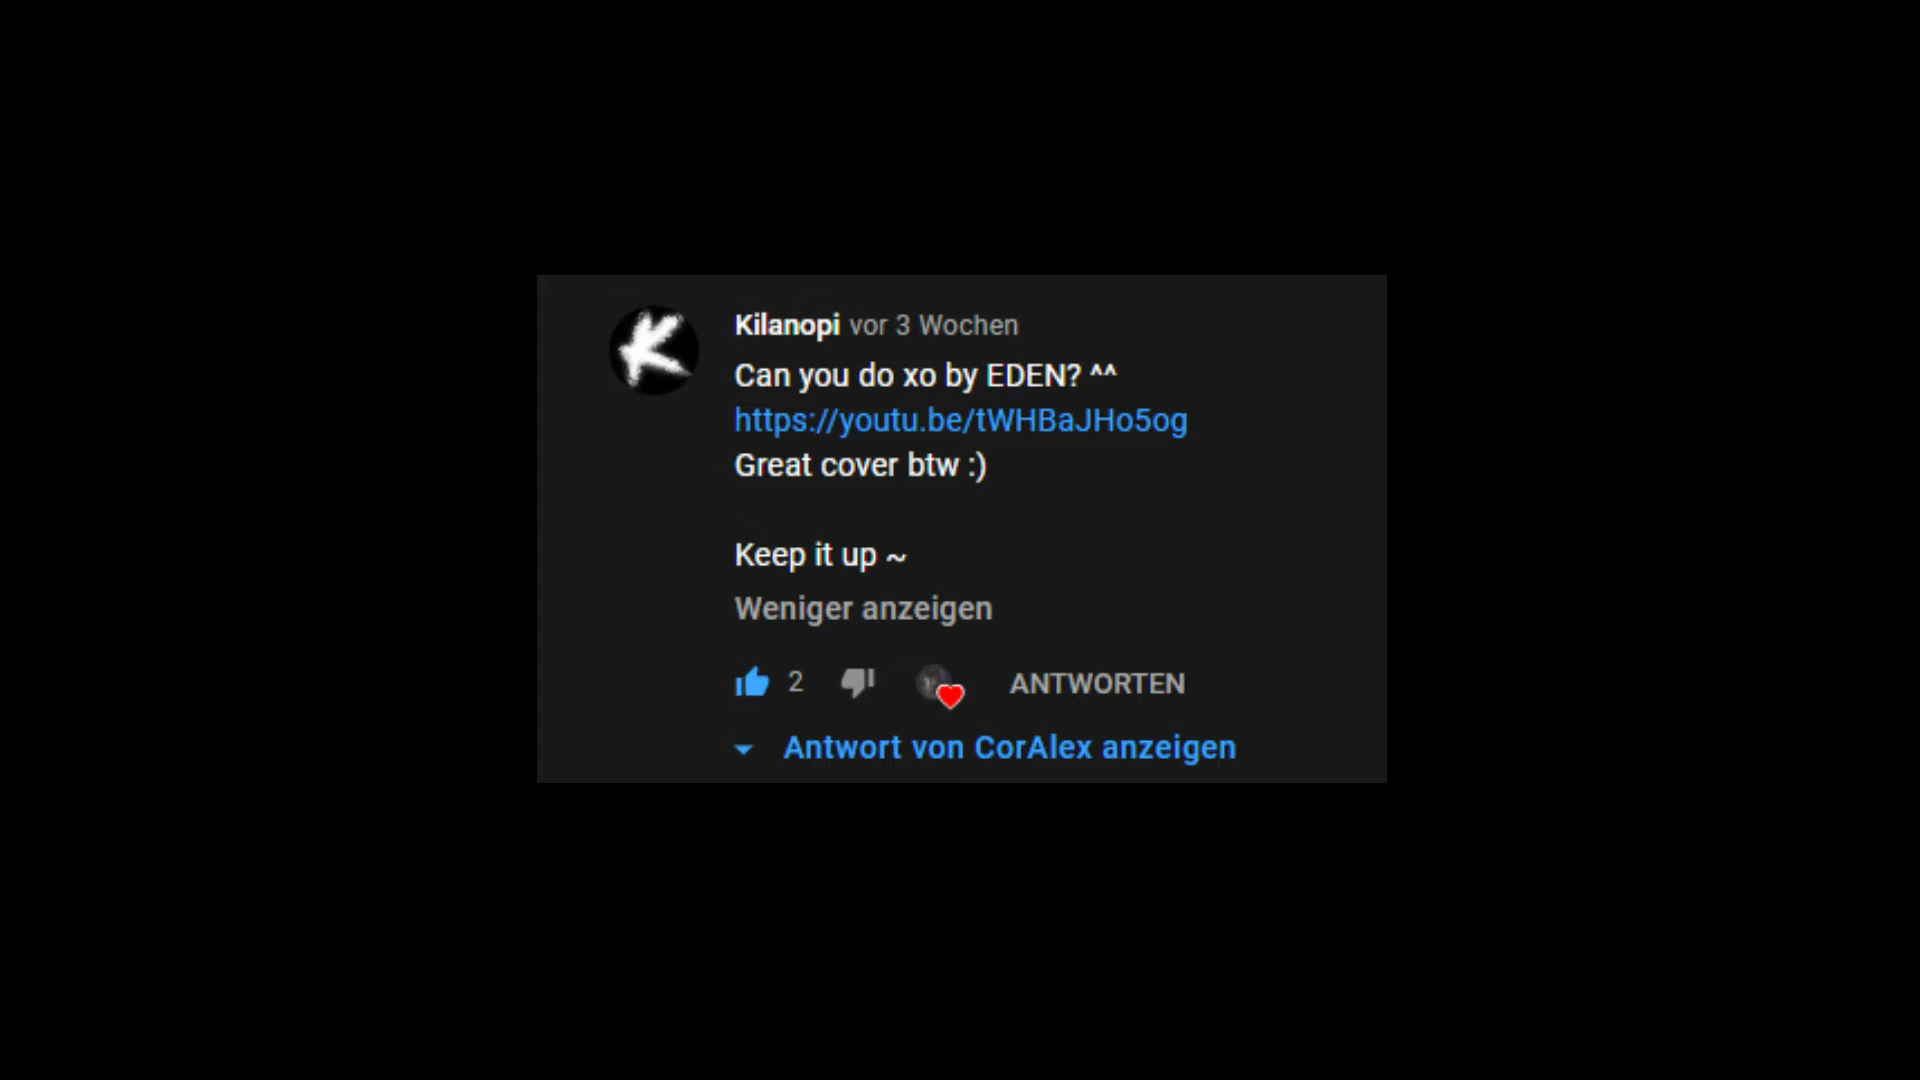 Kilanopi vor 3 Wochen
Can you do xo by EDEN? ^^
https://youtu.be/tWHBaJHo5og
Great cover btw :)
Keep it up ~
Weniger anzeigen
2 ANTWORTEN
Antwort von CorAlex anzeigen